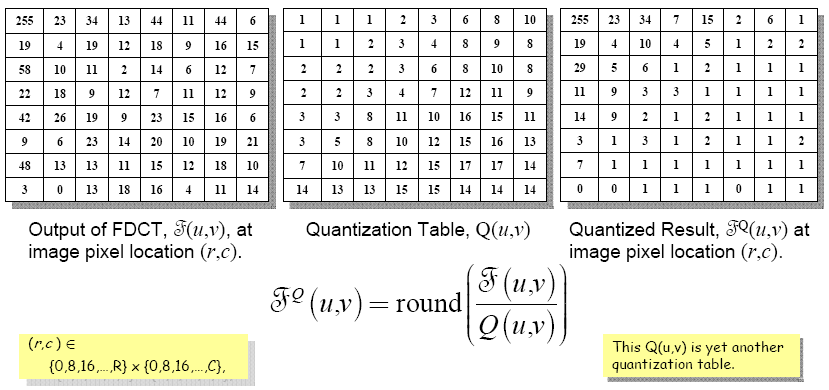 255 23 34 13 44 11 44 6
19 4 19 12 18 9 16 15
58 10 11 2 14 6 12 7
22 18 9 12 7 11 12 9
42 26 19 9 23 15 16 6
9 6 23 14 20 10 19 21
48 13 13 11 15 12 18 10
3 0 13 18 16 4 11 14
Output of FDCT, ℱ(u,v), at
image pixel location (r,c).
1 1 1 2 3 6 8 10
1 1 2 3 4 8 9 8
2 2 2 3 6 8 10 8
2 2 3 4 7 12 11 9
3 3 8 11 10 16 15 11
3 5 8 10 12 15 16 13
7 10 11 12 15 17 17 14
14 13 13 15 15 14 14 14
Quantization Table, Q(u,v)
255 23 34 7 15 2 6 1
19 4 10 4 5 1 2 2
29 5 6 1 2 1 1 1
11 9 3 3 1 1 1 1
14 9 2 1 2 1 1 1
3 1 3 1 2 1 1 2
7 1 1 1 1 1 1 1
0 0 1 1 1 0 1 1
Quantized Result, ℱQ(u,v) at
image pixel location (r,c).
ℱQ (u,v) = round(ℱ(u,v) / Q(u,v))
(r,c) ∈
{0,8,16,...,R} x {0,8,16,...,C},
This Q(u,v) is yet another
quantization table.